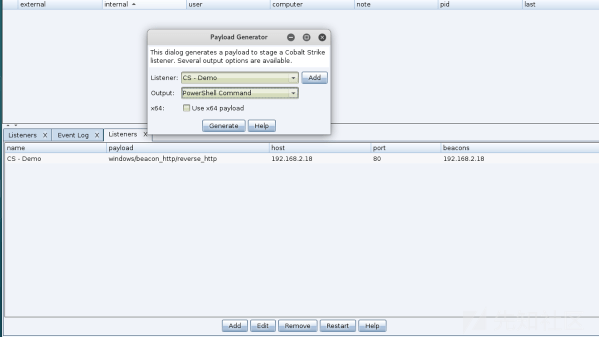 external internal user computer note pid last
Payload Generator
This dialog generates a payload to stage a Cobalt Strike
listener. Several output options are available.
Listener: CS - Demo Add
Output: PowerShell Command
x64: Use x64 payload
Generate Help
Listeners X Event Log X Listeners X
name payload host port beacons
CS - Demo windows/beacon_http/reverse_http 192.168.2.18 80 192.168.2.18
Add Edit Remove Restart Help